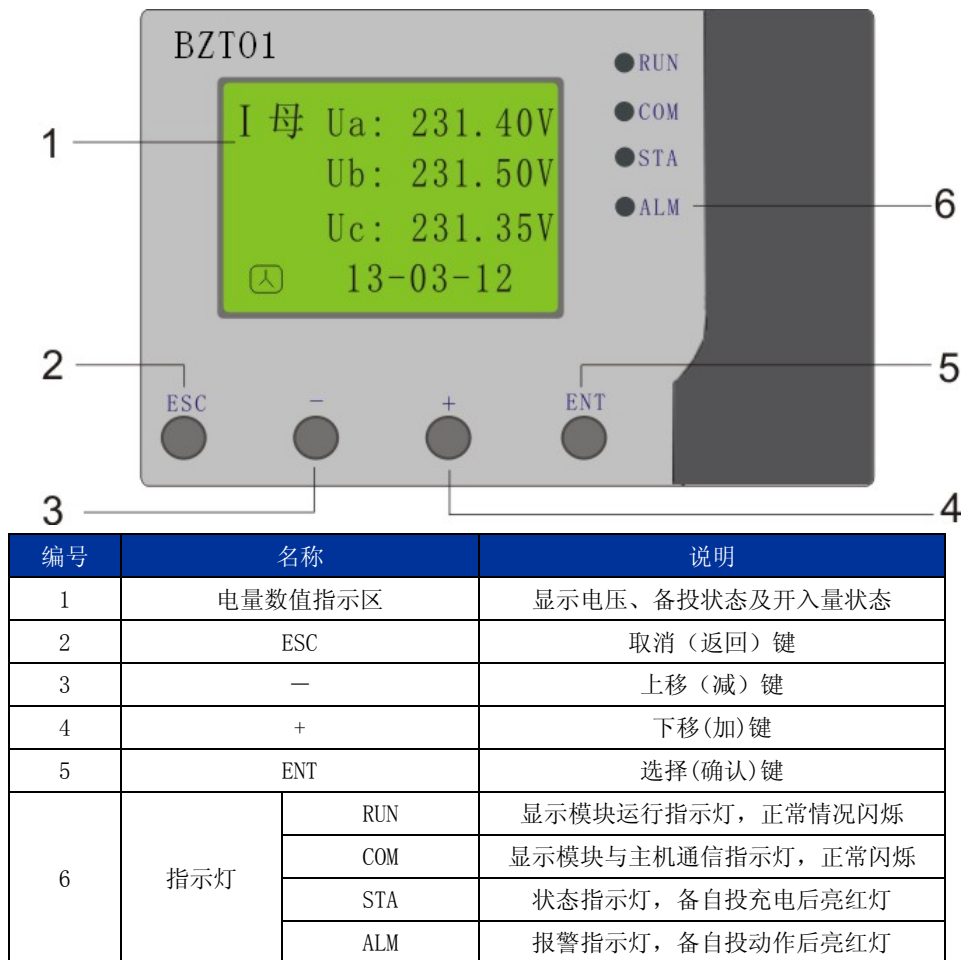 BZT01
RUN
COM
STA
ALM
I 母 Ua: 231.40V
Ub: 231.50V
Uc: 231.35V
人 13-03-12
1
6
2
5
ESC
-
+
ENT
3
4
编号 名称 说明
1 电量数值指示区 显示电压、备投状态及开入量状态
2 ESC 取消（返回）键
3 — 上移（减）键
4 + 下移(加)键
5 ENT 选择(确认)键
6 指示灯 RUN 显示模块运行指示灯，正常情况闪烁
COM 显示模块与主机通信指示灯，正常闪烁
STA 状态指示灯，备自投充电后亮红灯
ALM 报警指示灯，备自投动作后亮红灯